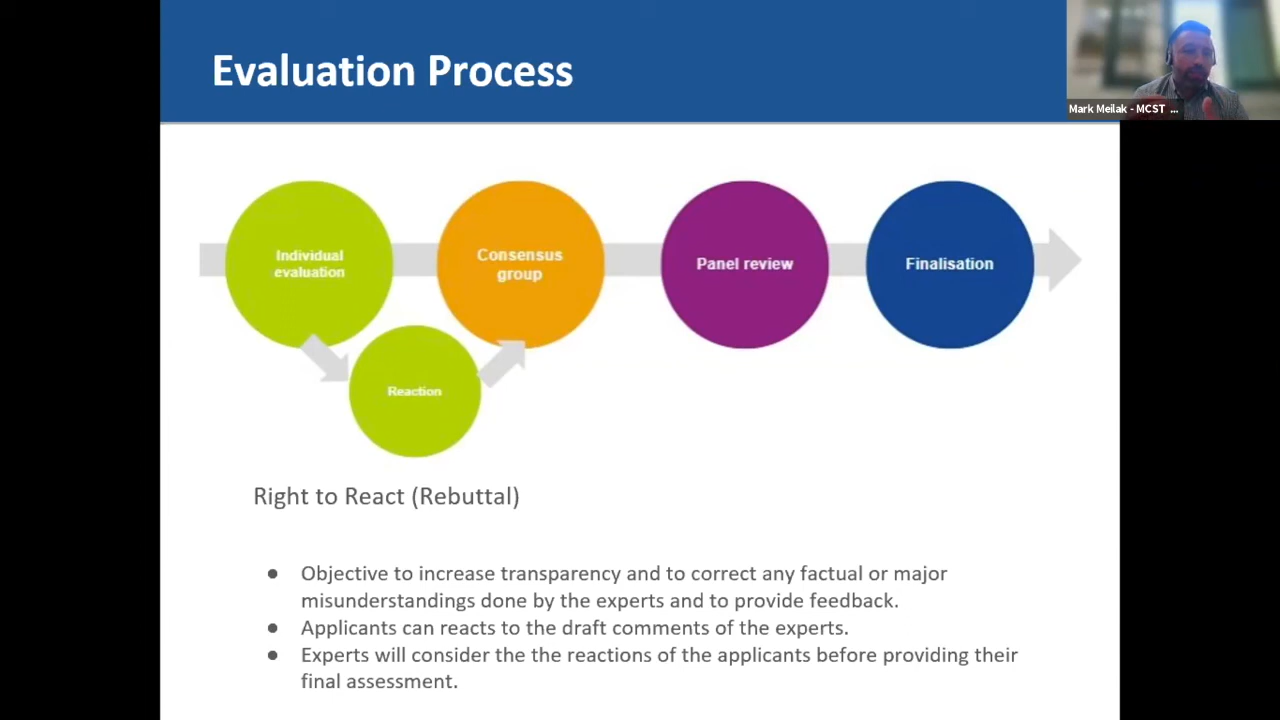 Evaluation Process
Mark Meilak - MCST ...
Individual
evaluation
Consensus
group
Panel review
Finalisation
Reaction
Right to React (Rebuttal)
● Objective to increase transparency and to correct any factual or major
misunderstandings done by the experts and to provide feedback.
● Applicants can reacts to the draft comments of the experts.
● Experts will consider the the reactions of the applicants before providing their
final assessment.